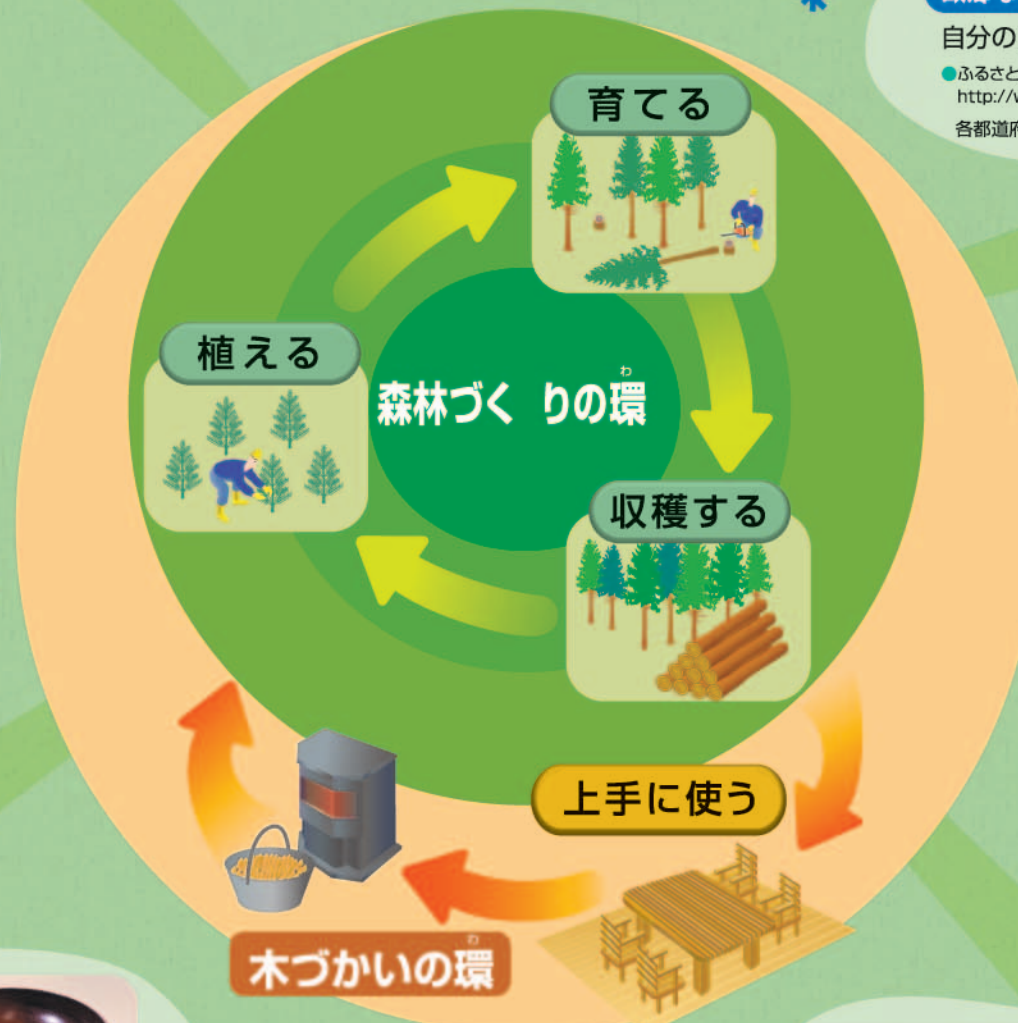 自分の
●ふるさと
http://w
各都道府
育てる
植える
森林づくりの環
わ
収穫する
上手に使う
木づかいの環
わ